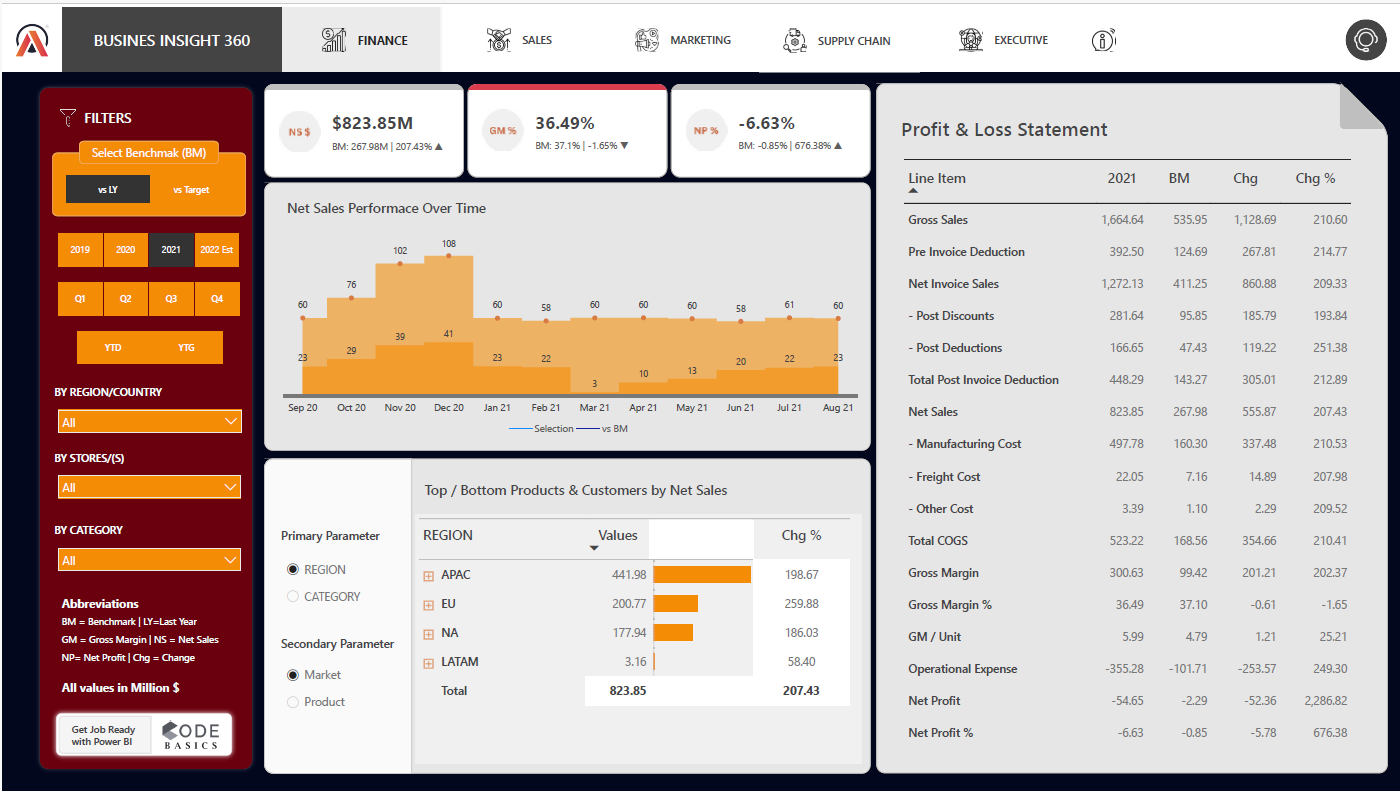 BUSINES INSIGHT 360
FINANCE
SALES
MARKETING
SUPPLY CHAIN
EXECUTIVE
FILTERS
Select Benchmak (BM)
vs LY
vs Target
2019
2020
2021
2022 Est
Q1
Q2
Q3
Q4
YTD
YTG
BY REGION/COUNTRY
All
BY STORES/(S)
All
BY CATEGORY
All
Abbreviations
BM = Benchmark | LY=Last Year
GM = Gross Margin | NS = Net Sales
NP= Net Profit | Chg = Change
All values in Million $
Get Job Ready
with Power BI
CODE
BASICS
NS $
$823.85M
BM: 267.98M | 207.43% ▲
GM %
36.49%
BM: 37.1% | -1.65% ▼
NP %
-6.63%
BM: -0.85% | 676.38% ▲
Net Sales Performace Over Time
60 76 102 108 60 58 60 60 60 58 61 60
23 29 39 41 23 22 3 10 13 20 22 23
Sep 20 Oct 20 Nov 20 Dec 20 Jan 21 Feb 21 Mar 21 Apr 21 May 21 Jun 21 Jul 21 Aug 21
Selection vs BM
Primary Parameter
REGION
CATEGORY
Secondary Parameter
Market
Product
Top / Bottom Products & Customers by Net Sales
REGION Values Chg %
APAC 441.98 198.67
EU 200.77 259.88
NA 177.94 186.03
LATAM 3.16 58.40
Total 823.85 207.43
Profit & Loss Statement
Line Item 2021 BM Chg Chg %
Gross Sales 1,664.64 535.95 1,128.69 210.60
Pre Invoice Deduction 392.50 124.69 267.81 214.77
Net Invoice Sales 1,272.13 411.25 860.88 209.33
- Post Discounts 281.64 95.85 185.79 193.84
- Post Deductions 166.65 47.43 119.22 251.38
Total Post Invoice Deduction 448.29 143.27 305.01 212.89
Net Sales 823.85 267.98 555.87 207.43
- Manufacturing Cost 497.78 160.30 337.48 210.53
- Freight Cost 22.05 7.16 14.89 207.98
- Other Cost 3.39 1.10 2.29 209.52
Total COGS 523.22 168.56 354.66 210.41
Gross Margin 300.63 99.42 201.21 202.37
Gross Margin % 36.49 37.10 -0.61 -1.65
GM / Unit 5.99 4.79 1.21 25.21
Operational Expense -355.28 -101.71 -253.57 249.30
Net Profit -54.65 -2.29 -52.36 2,286.82
Net Profit % -6.63 -0.85 -5.78 676.38